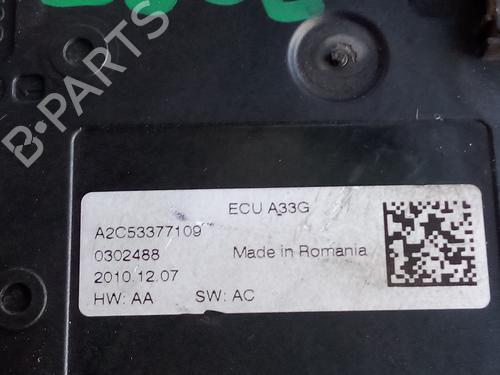 B-PARTS
ECU A33G
A2C53377109
0302488
Made in Romania
2010.12.07
HW: AA SW: AC